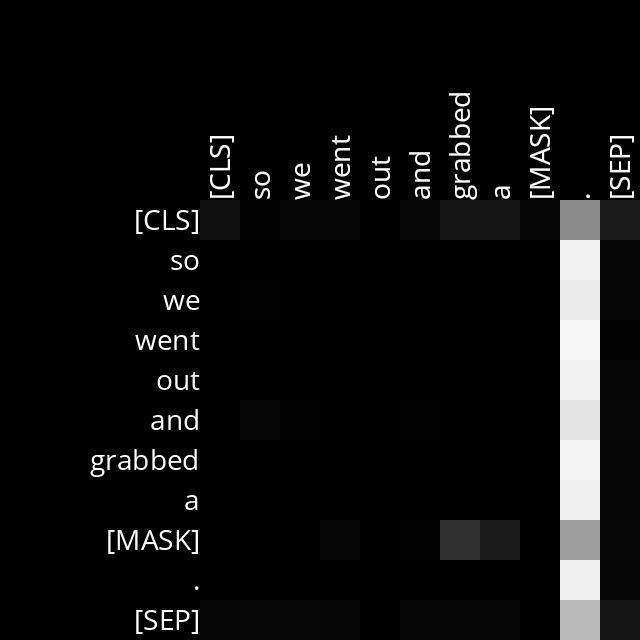 [CLS] so we went out and grabbed a [MASK] . [SEP]
[CLS]
so
we
went
out
and
grabbed
a
[MASK]
.
[SEP]